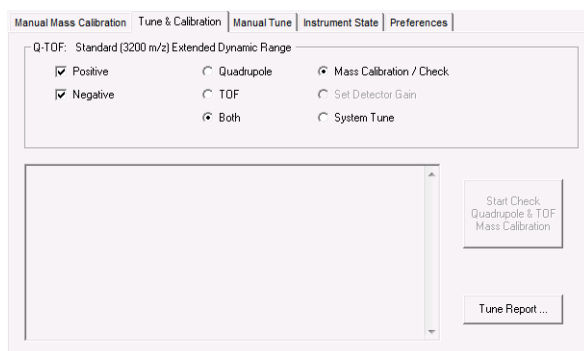 Manual Mass Calibration Tune & Calibration Manual Tune Instrument State Preferences
Q-TOF: Standard (3200 m/z) Extended Dynamic Range
Positive Quadrupole Mass Calibration / Check
Negative TOF Set Detector Gain
Both System Tune
Start Check
Quadrupole & TOF
Mass Calibration
Tune Report ...